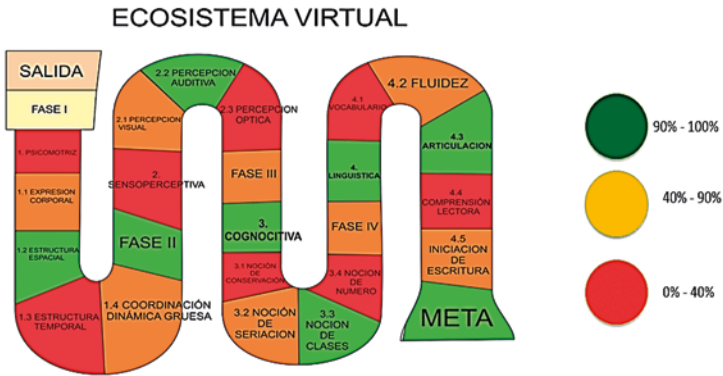 ECOSISTEMA VIRTUAL
SALIDA
FASE I
1. PSICOMOTRIZ
1.1 EXPRESION
CORPORAL
1.2 ESTRUCTURA
ESPACIAL
1.3 ESTRUCTURA
TEMPORAL
1.4 COORDINACIÓN
DINÁMICA GRUESA
FASE II
2.
SENSOPERCEPTIVA
2.1 PERCEPCION
VISUAL
2.2 PERCEPCION
AUDITIVA
2.3 PERCEPCION
OPTICA
FASE III
3.
COGNOCITIVA
3.1 NOCIÓN
DE
CONSERVACIÓN
3.2 NOCIÓN
DE
SERIACION
3.3
NOCION
DE
CLASES
3.4 NOCION
DE
NUMERO
FASE IV
4.
LINGUISTICA
4.1
VOCABULARIO
4.2 FLUIDEZ
4.3
ARTICULACION
4.4
COMPRENSIÓN
LECTORA
4.5
INICIACION
DE
ESCRITURA
META
90% - 100%
40% - 90%
0% - 40%